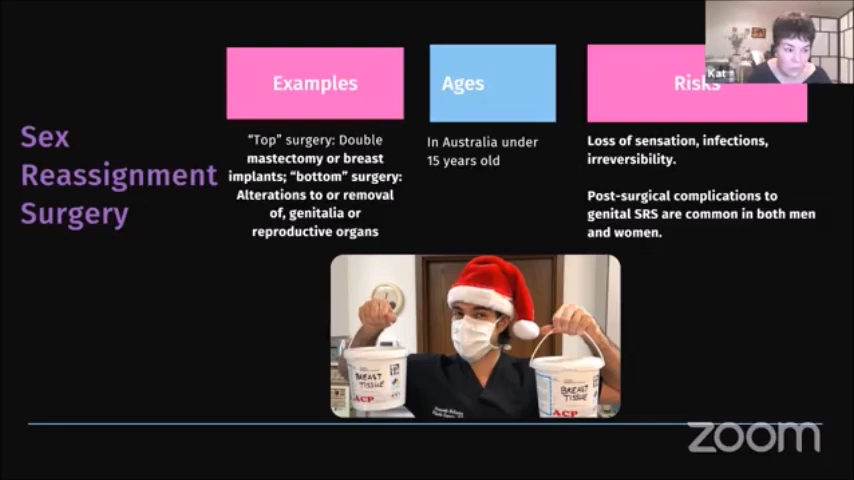 Sex
Reassignment
Surgery
Examples
"Top" surgery: Double
mastectomy or breast
implants; "bottom" surgery:
Alterations to or removal
of, genitalia or
reproductive organs
Ages
In Australia under
15 years old
Risks
Loss of sensation, infections,
irreversibility.
Post-surgical complications to
genital SRS are common in both men
and women.
Kat
BREAST
TISSUE
ACP
BREAST
TISSUE
ACP
zoom